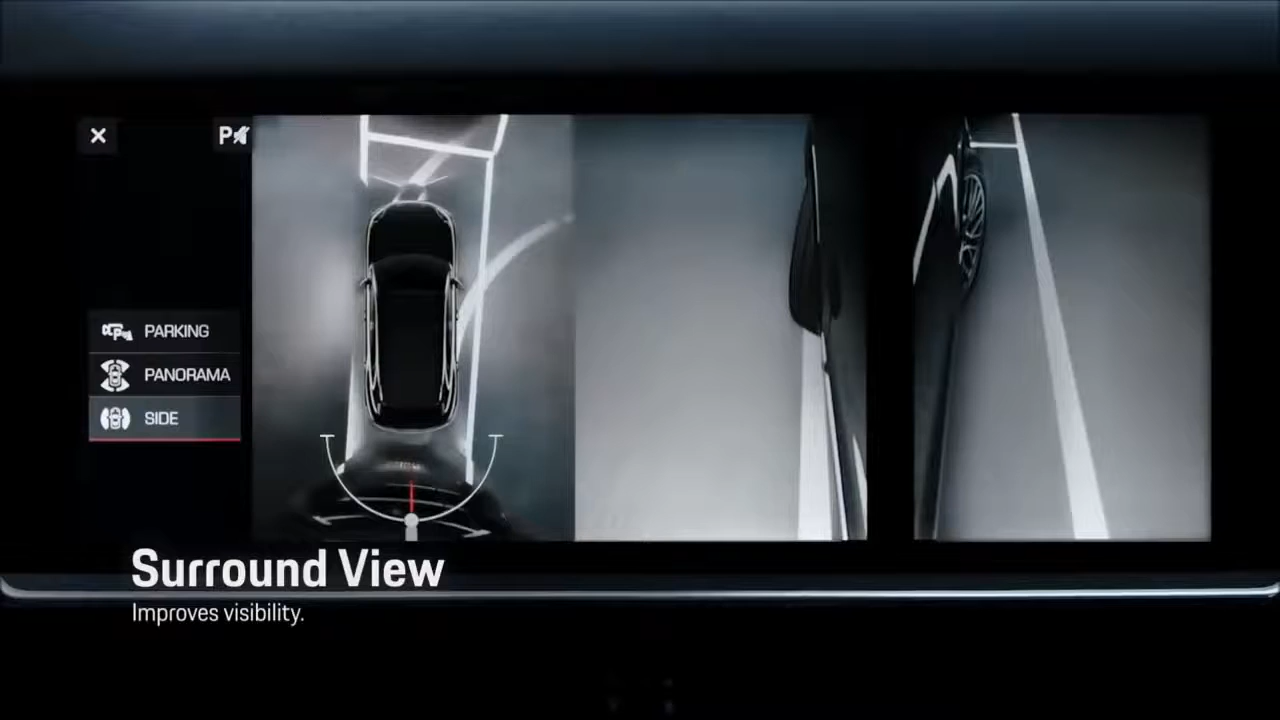 P
PARKING
PANORAMA
SIDE
Surround View
Improves visibility.